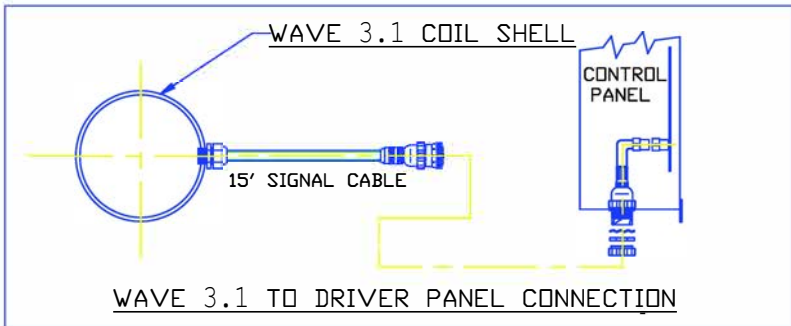 WAVE 3.1 COIL SHELL
CONTROL
PANEL
15' SIGNAL CABLE
WAVE 3.1 TO DRIVER PANEL CONNECTION